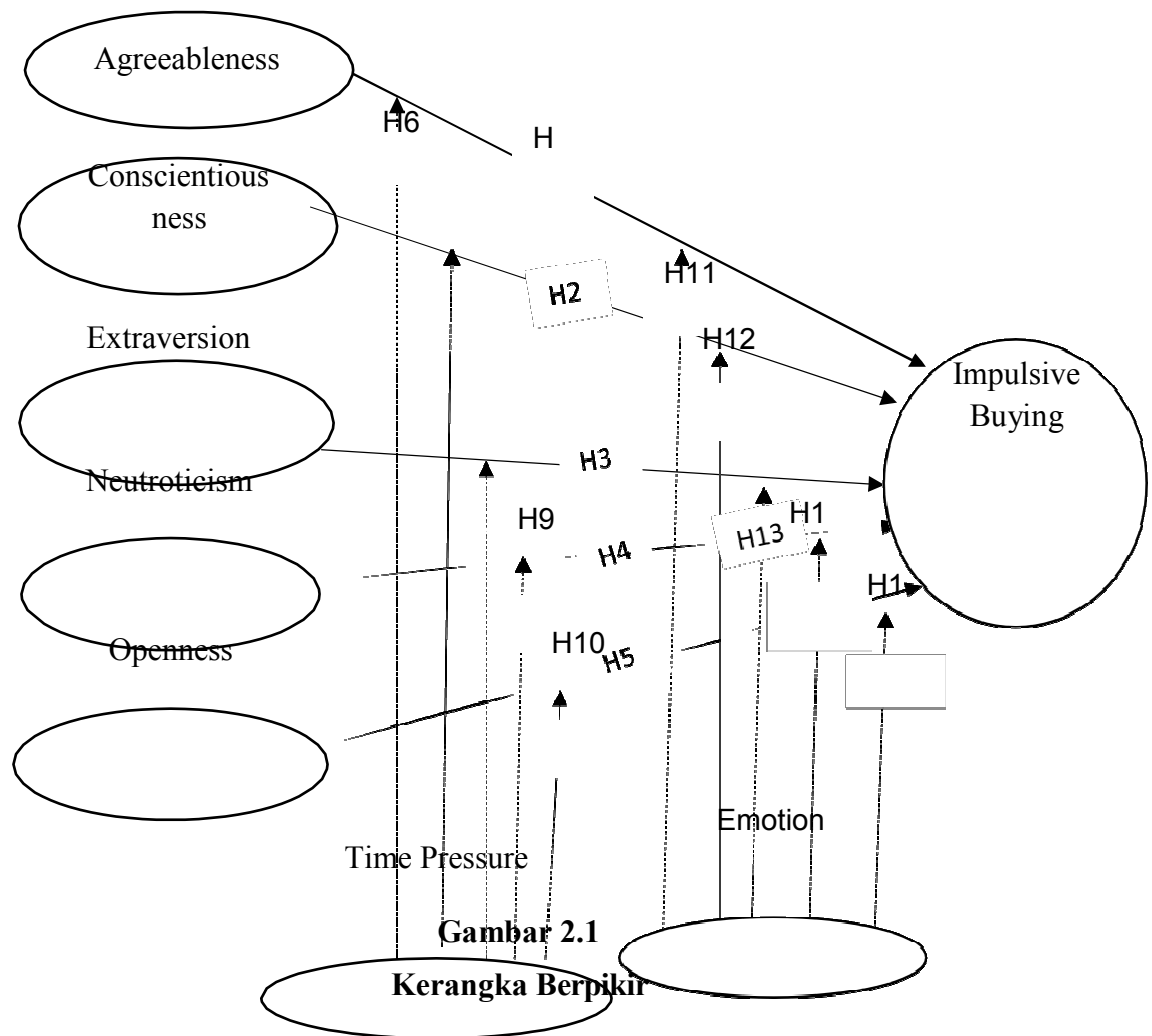 Agreeableness
H6
H
Conscientious
ness
H11
H2
Extraversion
H12
Impulsive
Buying
H3
Neutroticism
H9
H1
H13
H4
H1
Openness
H10
H5
Emotion
Time Pressure
Gambar 2.1
Kerangka Berpikir